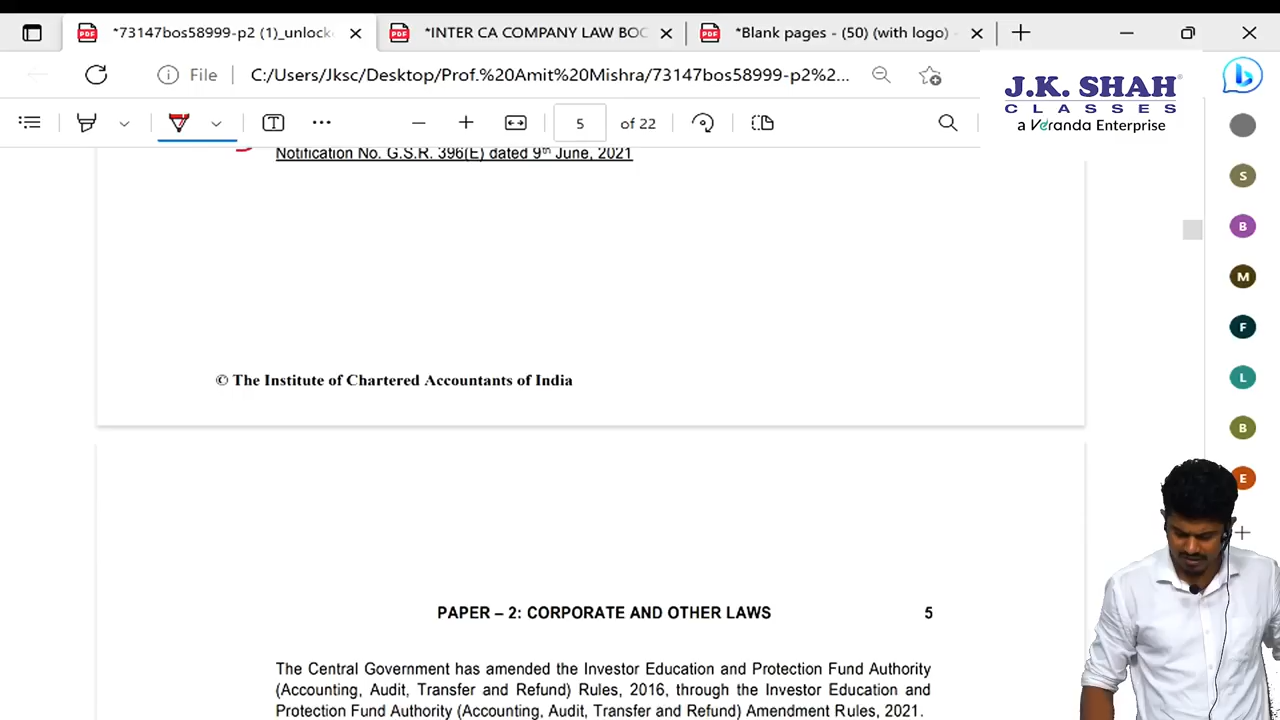 *73147bos58999-p2 (1)_unlock
*INTER CA COMPANY LAW BOC
*Blank pages - (50) (with logo)
File
C:/Users/Jksc/Desktop/Prof.%20Amit%20Mishra/73147bos58999-p2%2...
J.K. SHAH
CLASSES
a Veranda Enterprise
5 of 22
Notification No. G.S.R. 396(E) dated 9th June, 2021
© The Institute of Chartered Accountants of India
PAPER – 2: CORPORATE AND OTHER LAWS 5
The Central Government has amended the Investor Education and Protection Fund Authority
(Accounting, Audit, Transfer and Refund) Rules, 2016, through the Investor Education and
Protection Fund Authority (Accounting, Audit, Transfer and Refund) Amendment Rules, 2021.
S
B
M
F
L
B
E